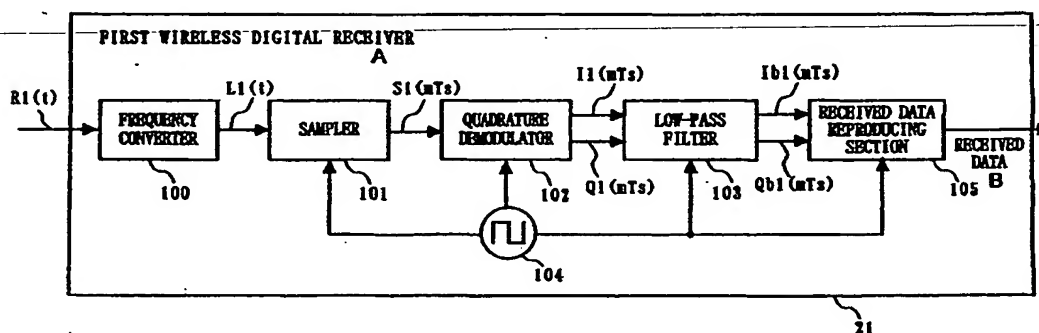 FIRST WIRELESS DIGITAL RECEIVER
A
R1(t)
L1(t)
S1(mTs)
I1(mTs)
Ib1(mTs)
FREQUENCY
CONVERTER
SAMPLER
QUADRATURE
DEMODULATOR
LOW-PASS
FILTER
RECEIVED DATA
REPRODUCING
SECTION
Q1(mTs)
Qb1(mTs)
RECEIVED
DATA
B
100
101
102
103
105
104
21